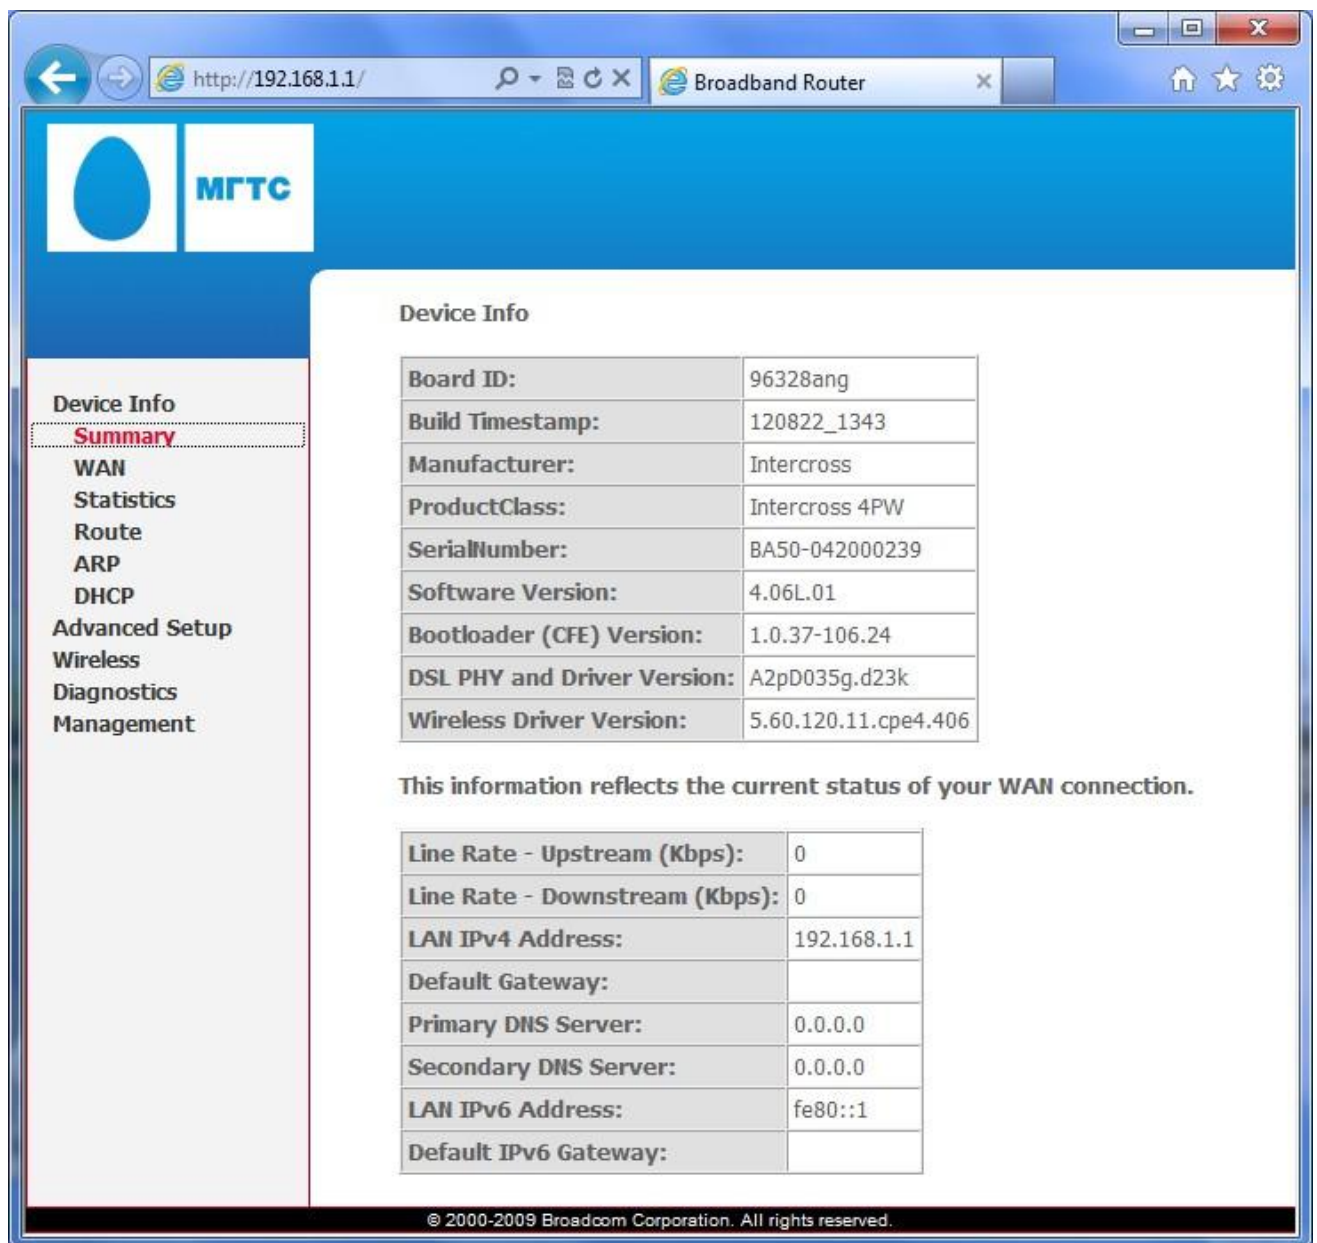 http://192.168.1.1/
Broadband Router
МГТС
Device Info
Board ID: 96328ang
Build Timestamp: 120822_1343
Manufacturer: Intercross
ProductClass: Intercross 4PW
SerialNumber: BA50-042000239
Software Version: 4.06L.01
Bootloader (CFE) Version: 1.0.37-106.24
DSL PHY and Driver Version: A2pD035g.d23k
Wireless Driver Version: 5.60.120.11.cpe4.406
This information reflects the current status of your WAN connection.
Line Rate - Upstream (Kbps): 0
Line Rate - Downstream (Kbps): 0
LAN IPv4 Address: 192.168.1.1
Default Gateway:
Primary DNS Server: 0.0.0.0
Secondary DNS Server: 0.0.0.0
LAN IPv6 Address: fe80::1
Default IPv6 Gateway:
Device Info
Summary
WAN
Statistics
Route
ARP
DHCP
Advanced Setup
Wireless
Diagnostics
Management
© 2000-2009 Broadcom Corporation. All rights reserved.